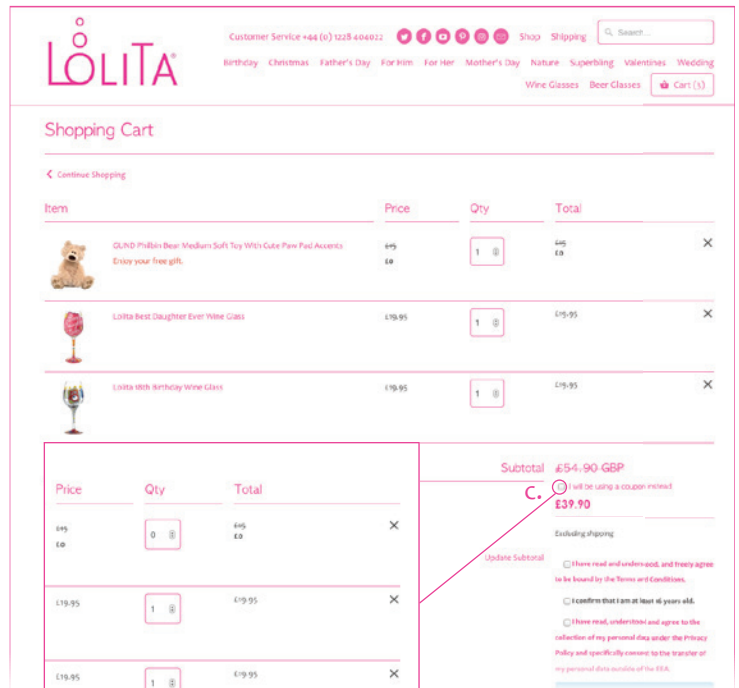 LOLITA
Customer Service +44 (0) 1228 404022 Shop Shipping Search...
Birthday Christmas Father's Day For Him For Her Mother's Day Nature Superbling Valentines Wedding
Wine Glasses Beer Glasses Cart (3)
Shopping Cart
Continue Shopping
Item Price Qty Total
GUND Philbin Bear Medium Soft Toy With Cute Paw Pad Accents £15 1 £15
Enjoy your free gift. £0 £0
Lolita Best Daughter Ever Wine Glass £19.95 1 £19.95
Lolita 18th Birthday Wine Glass £19.95 1 £19.95
Subtotal £54.90 GBP
C. I will be using a coupon instead
£39.90
Excluding shipping
Update Subtotal
I have read and understood, and freely agree
to be bound by the Terms and Conditions.
I confirm that I am at least 16 years old.
I have read, understood and agree to the
collection of my personal data under the Privacy
Policy and specifically consent to the transfer of
my personal data outside of the EEA.
Price Qty Total
£15 0 £15
£0 £0
£19.95 1 £19.95
£19.95 1 £19.95